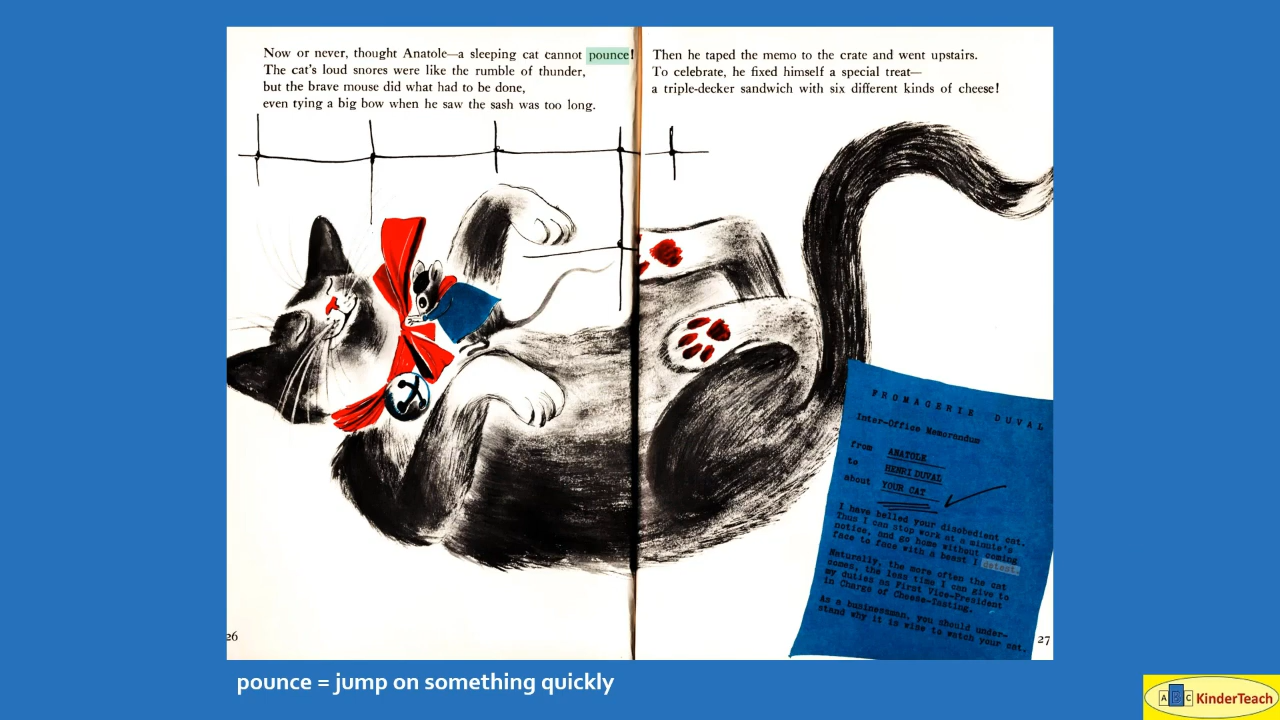 Now or never, thought Anatole—a sleeping cat cannot pounce!
The cat's loud snores were like the rumble of thunder,
but the brave mouse did what had to be done,
even tying a big bow when he saw the sash was too long.
Then he taped the memo to the crate and went upstairs.
To celebrate, he fixed himself a special treat—
a triple-decker sandwich with six different kinds of cheese!
FROMAGERIE DUVAL
Inter-Office Memorandum
from ANATOLE
to HENRI DUVAL
about YOUR CAT
I have belled your disobedient cat.
Thus I can stop work at a minute's
notice, and go home without coming
face to face with a beast I detest.
Naturally, the more often the cat
comes, the less time I can give to
my duties as First Vice-President
in Charge of Cheese-Tasting.
As a businessman, you should under-
stand why it is wise to watch your cat.
26
27
pounce = jump on something quickly
ABC KinderTeach